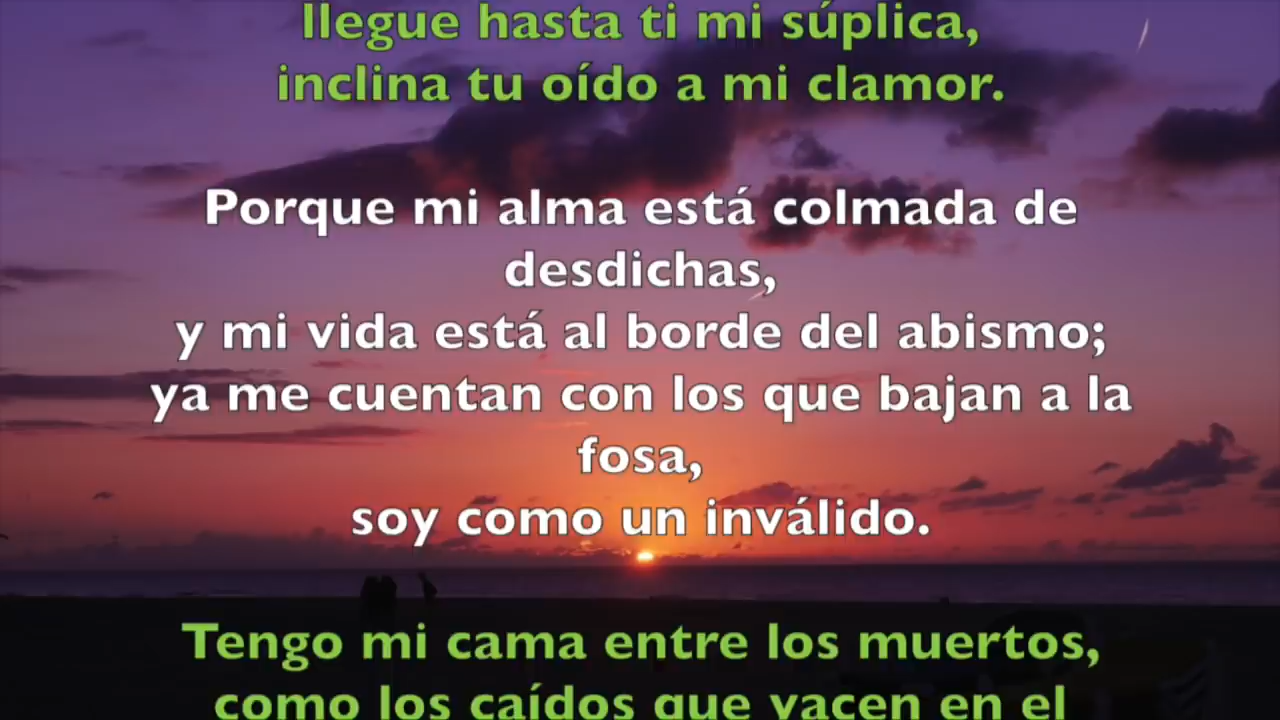 llegue hasta ti mi súplica,
inclina tu oído a mi clamor.
Porque mi alma está colmada de
desdichas,
y mi vida está al borde del abismo;
ya me cuentan con los que bajan a la
fosa,
soy como un inválido.
Tengo mi cama entre los muertos,
como los caídos que yacen en el